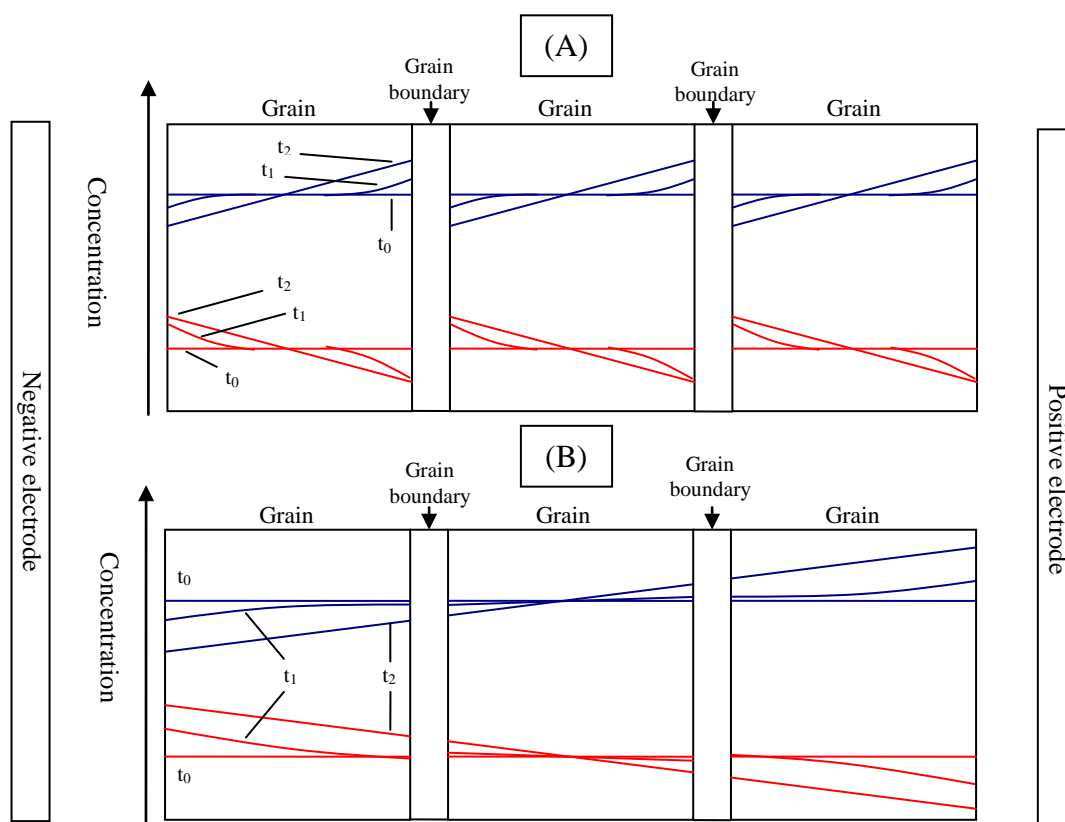 (A)
Grain
boundary
Grain
boundary
Grain
Grain
Grain
t2
t1
t0
t2
t1
t0
Concentration
Negative electrode
Positive electrode
(B)
Grain
boundary
Grain
boundary
Grain
Grain
Grain
t0
t1
t2
t0
Concentration